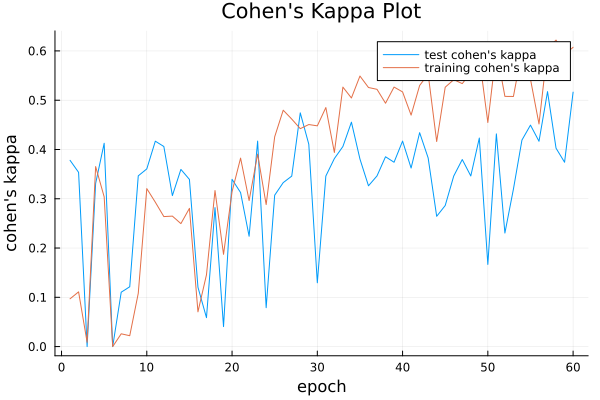 Cohen's Kappa Plot
test cohen's kappa
training cohen's kappa
0.6
0.5
0.4
0.3
0.2
0.1
0.0
cohen's kappa
0 10 20 30 40 50 60
epoch